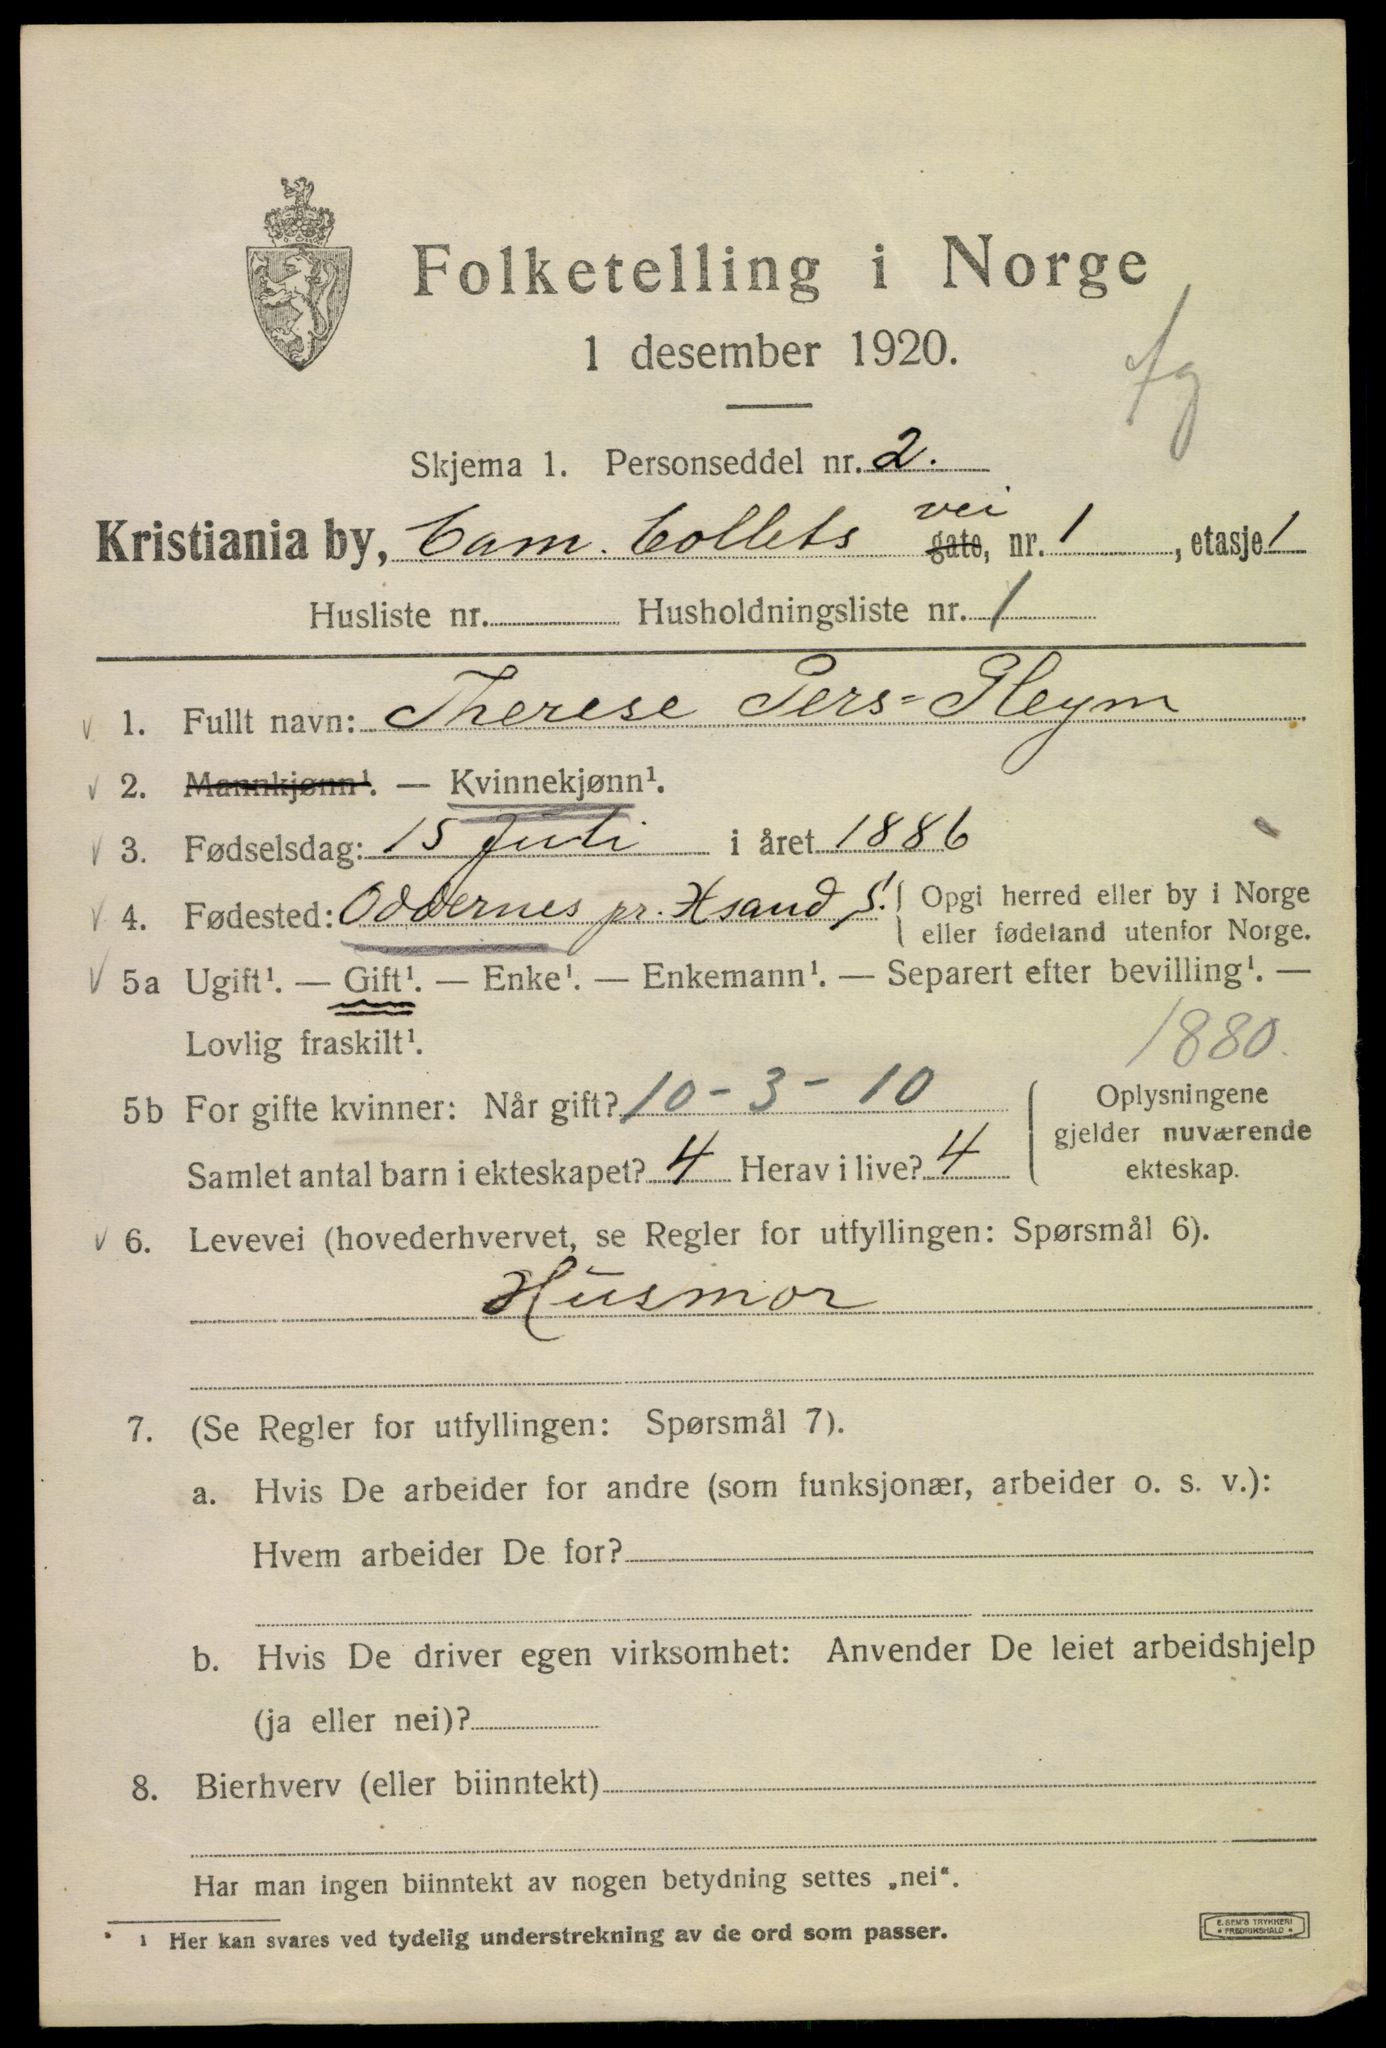 Folketelling i Norge
1 desember 1920.
Skjema 1. Personseddel nr. 2.
vei
Kristiania by, Cam. Collets gate, nr. 1, etasje 1
Husliste nr. Husholdningsliste nr. 1
1. Fullt navn: Therese Pers=Pleym
2. Mannkjønn¹. — Kvinnekjønn¹.
3. Fødselsdag: 15 Juli i året 1886
4. Fødested: Oddernes pr. Xsand S. Opgi herred eller by i Norge
eller fødeland utenfor Norge.
5a Ugift¹. — Gift¹. — Enke¹. — Enkemann¹. — Separert efter bevilling¹. —
Lovlig fraskilt¹.
1880.
5b For gifte kvinner: Når gift? 10-3-10 Oplysningene
gjelder nuværende
Samlet antal barn i ekteskapet? 4 Herav i live? 4 ekteskap.
6. Levevei (hovederhvervet, se Regler for utfyllingen: Spørsmål 6).
Husmor
7. (Se Regler for utfyllingen: Spørsmål 7).
a. Hvis De arbeider for andre (som funksjonær, arbeider o. s. v.):
Hvem arbeider De for?
b. Hvis De driver egen virksomhet: Anvender De leiet arbeidshjelp
(ja eller nei)?
8. Bierhverv (eller biinntekt)
Har man ingen biinntekt av nogen betydning settes „nei“.
¹ Her kan svares ved tydelig understrekning av de ord som passer.
E. SEM'S TRYKKERI
FREDRIKSHALD